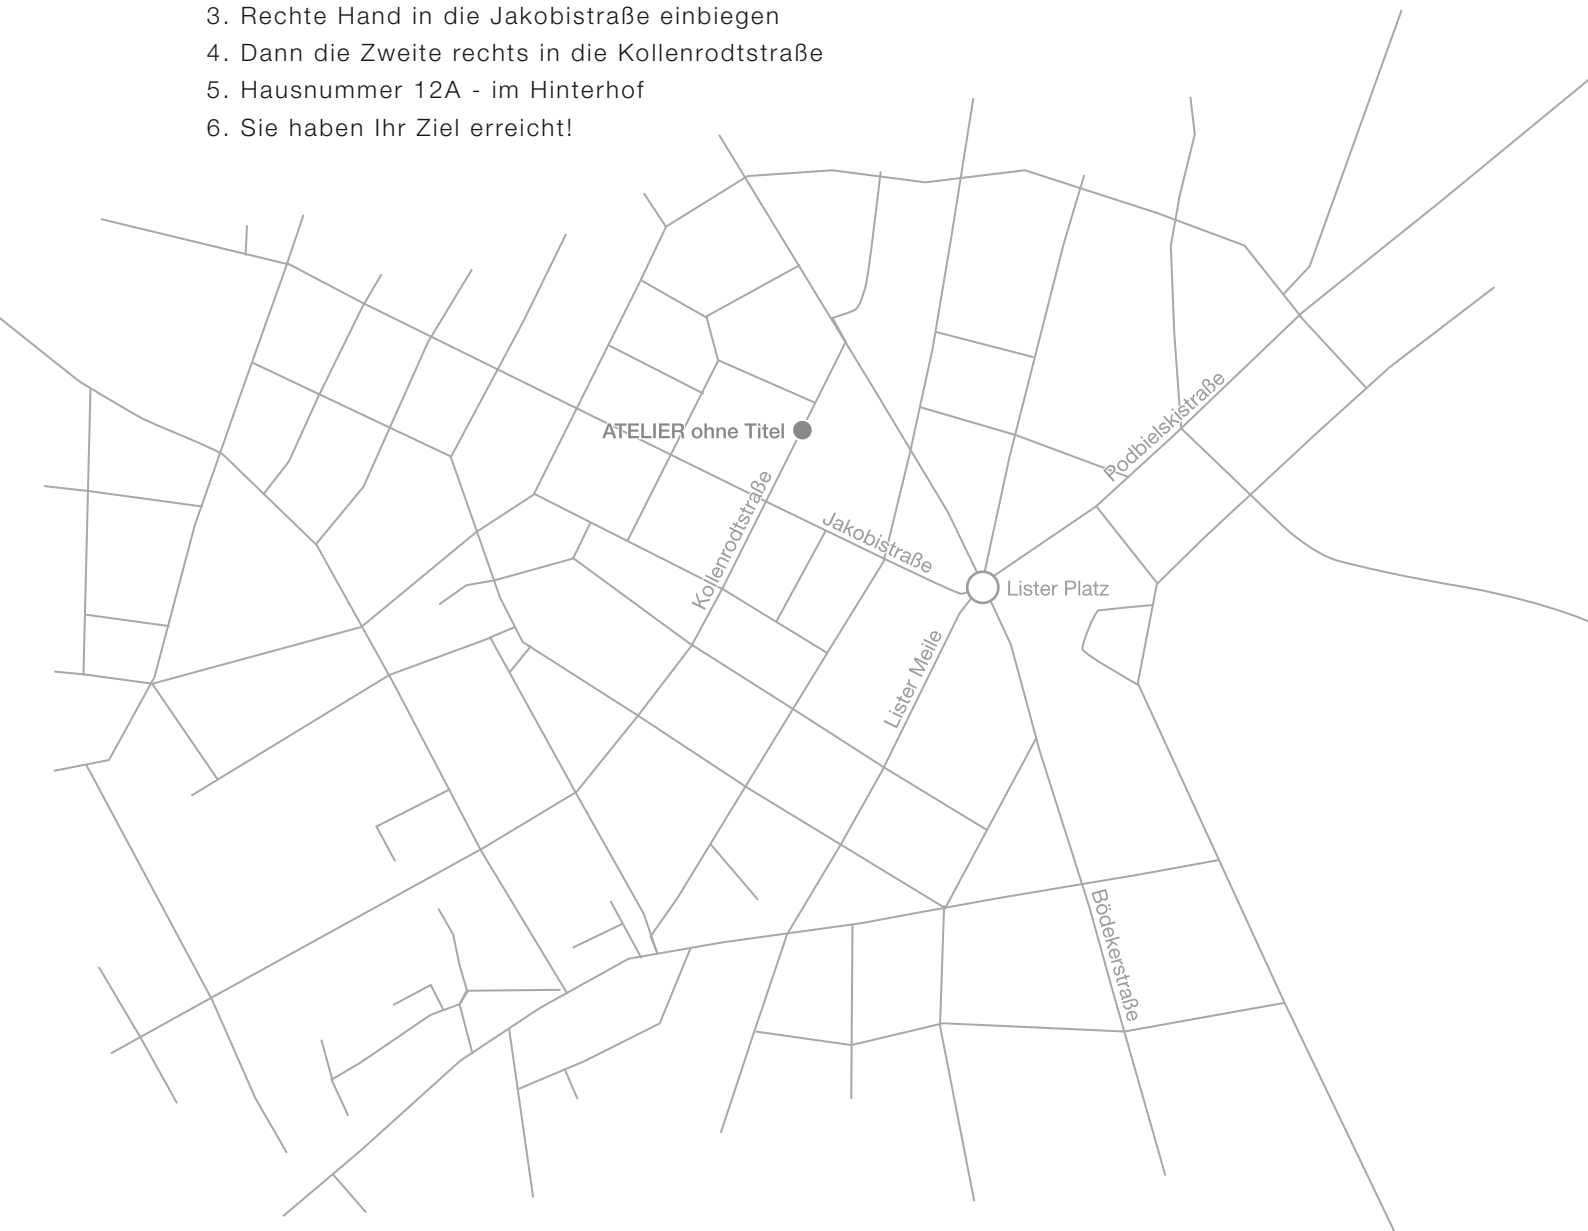 3. Rechte Hand in die Jakobistraße einbiegen
4. Dann die Zweite rechts in die Kollenrodtstraße
5. Hausnummer 12A - im Hinterhof
6. Sie haben Ihr Ziel erreicht!
Podbielskistraße
ATELIER ohne Titel
Kollenrodtstraße
Jakobistraße
Lister Platz
Lister Meile
Bödekerstraße